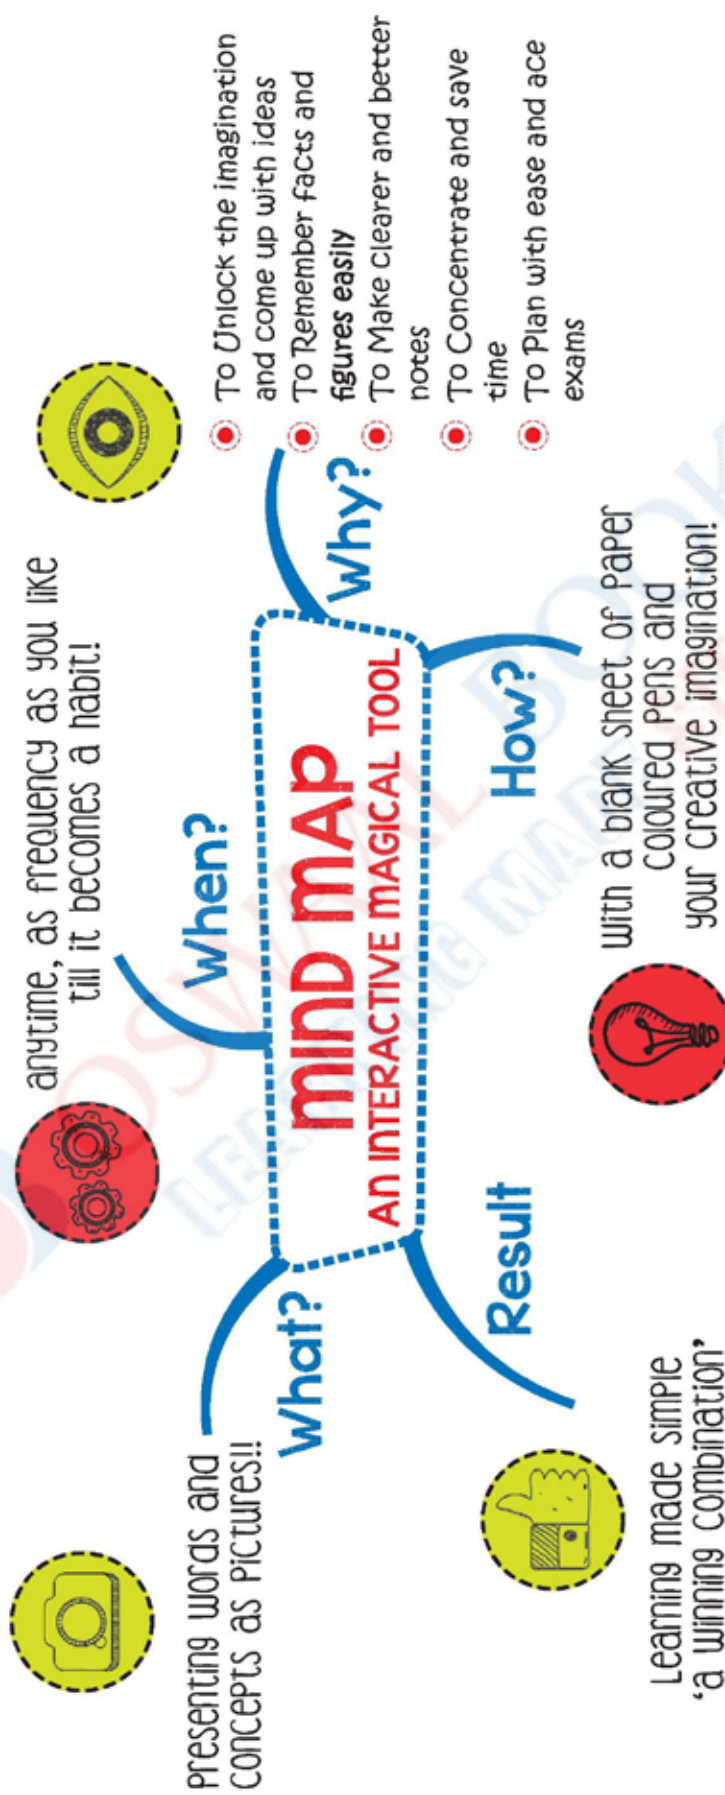 MIND MAP
AN INTERACTIVE MAGICAL TOOL
What?
Presenting words and
concepts as pictures!!
When?
anytime, as frequency as you like
till it becomes a habit!
Why?
To Unlock the imagination
and come up with ideas
To Remember facts and
figures easily
To Make clearer and better
notes
To Concentrate and save
time
To Plan with ease and ace
exams
How?
With a blank sheet of Paper
Coloured Pens and
your creative imagination!
Result
Learning made simple
'a winning combination'
OSWAAL BOOK
LEARNING MADE